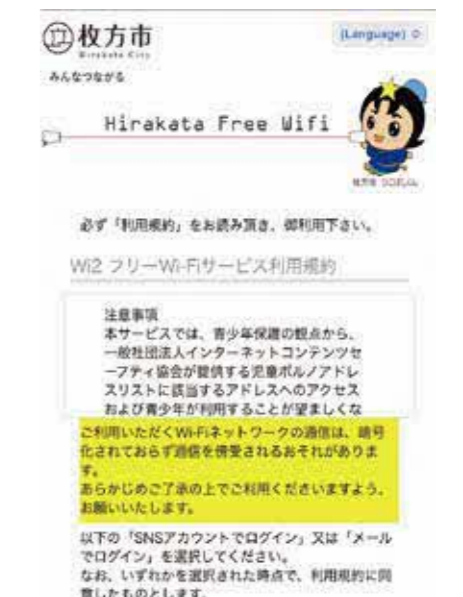 枚方市
Hirakata City
(Language)
みんなつながる
Hirakata Free Wifi
枚方市 ひこぼしくん
必ず「利用規約」をお読み頂き、御利用下さい。
Wi2 フリーWi-Fiサービス利用規約
注意事項
本サービスでは、青少年保護の観点から、
一般社団法人インターネットコンテンツセ
ーフティ協会が提供する児童ポルノアドレ
スリストに該当するアドレスへのアクセス
および青少年が利用することが望ましくな
ご利用いただくWi-Fiネットワークの通信は、暗号
化されておらず通信を傍受されるおそれがありま
す。
あらかじめご了承の上でご利用くださいますよう、
お願いいたします。
以下の「SNSアカウントでログイン」又は「メール
でログイン」を選択してください。
なお、いずれかを選択された時点で、利用規約に同
意したものとします。